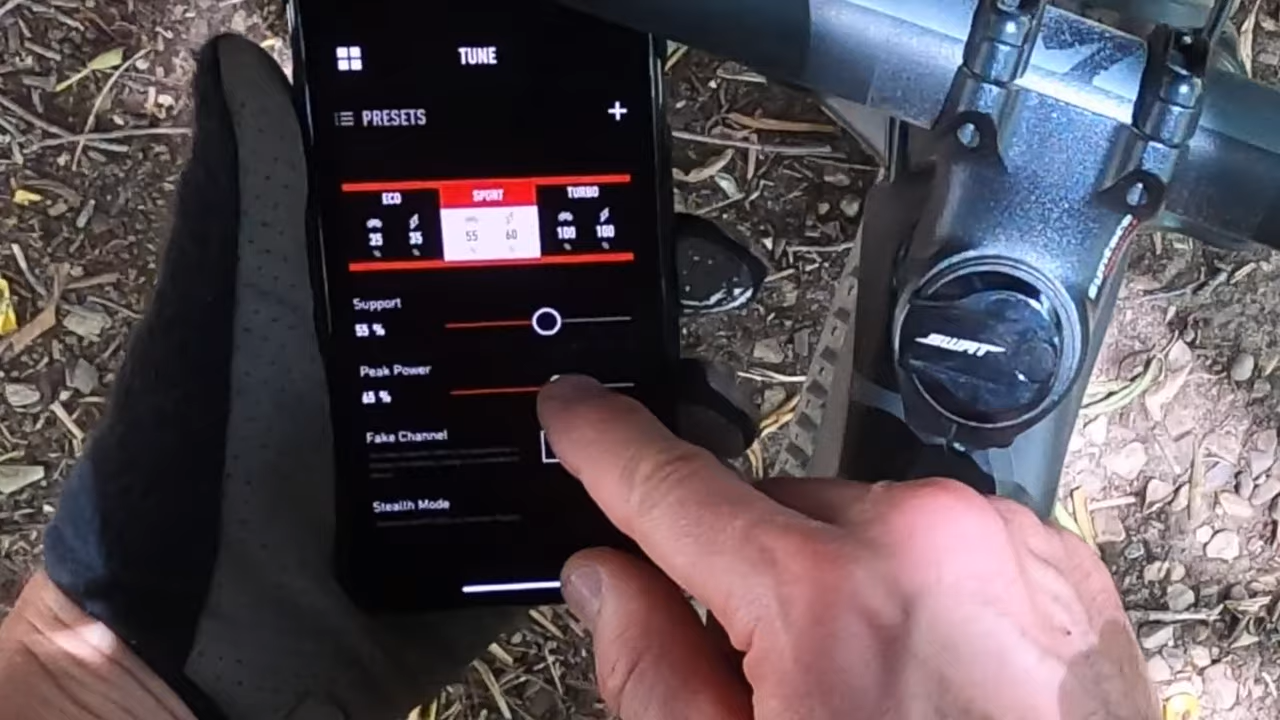 TUNE
PRESETS +
ECO SPORT TURBO
35 35 55 60 100 100
% % % % % %
Support
55 %
Peak Power
65 %
Fake Channel
Stealth Mode
SWAT